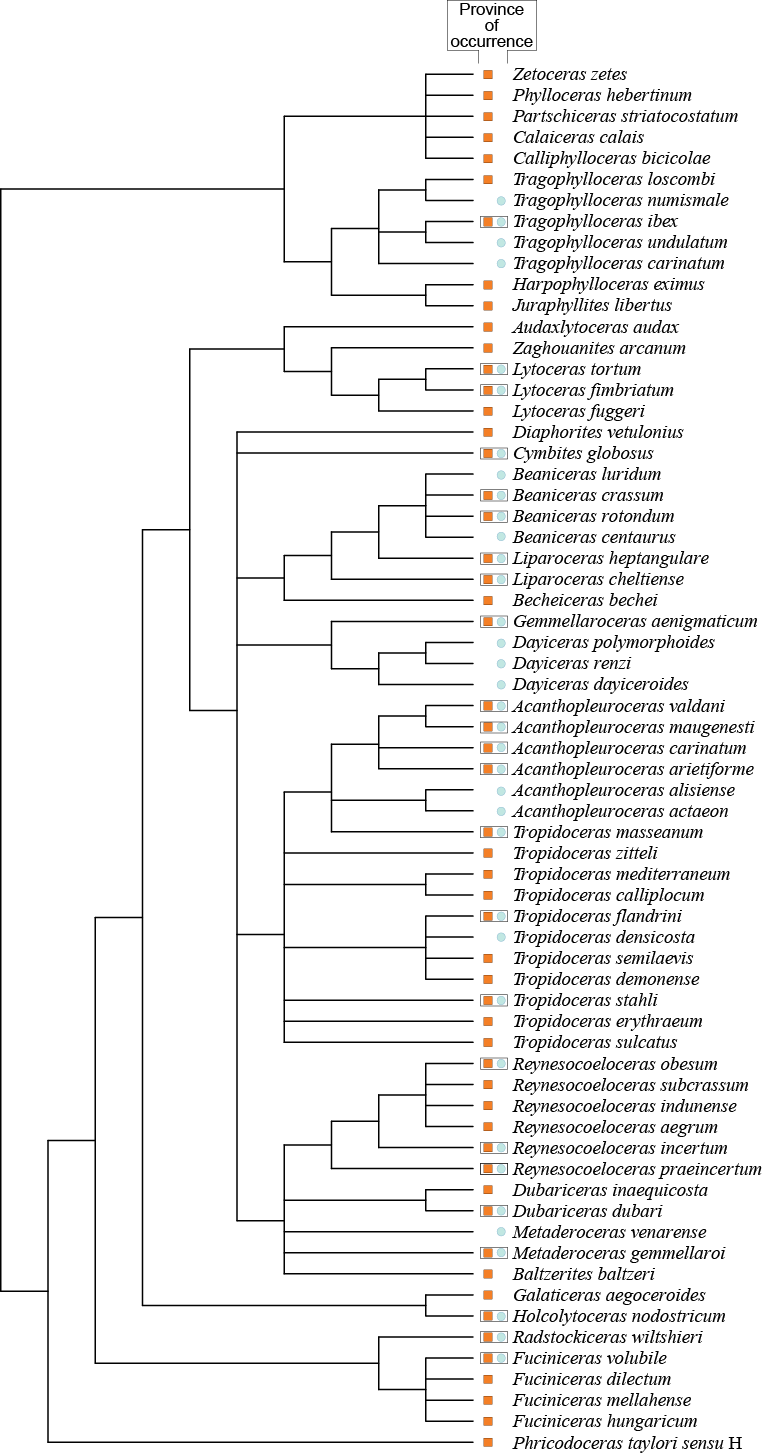 Province
of
occurrence
Zetoceras zetes
Phylloceras hebertinum
Partschiceras striatocostatum
Calaiceras calais
Calliphylloceras bicicolae
Tragophylloceras loscombi
Tragophylloceras numismale
Tragophylloceras ibex
Tragophylloceras undulatum
Tragophylloceras carinatum
Harpophylloceras eximus
Juraphyllites libertus
Audaxlytoceras audax
Zaghouanites arcanum
Lytoceras tortum
Lytoceras fimbriatum
Lytoceras fuggeri
Diaphorites vetulonius
Cymbites globosus
Beaniceras luridum
Beaniceras crassum
Beaniceras rotondum
Beaniceras centaurus
Liparoceras heptangulare
Liparoceras cheltiense
Becheiceras bechei
Gemmellaroceras aenigmaticum
Dayiceras polymorphoides
Dayiceras renzi
Dayiceras dayiceroides
Acanthopleuroceras valdani
Acanthopleuroceras maugenesti
Acanthopleuroceras carinatum
Acanthopleuroceras arietiforme
Acanthopleuroceras alisiense
Acanthopleuroceras actaeon
Tropidoceras masseanum
Tropidoceras zitteli
Tropidoceras mediterraneum
Tropidoceras calliplocum
Tropidoceras flandrini
Tropidoceras densicosta
Tropidoceras semilaevis
Tropidoceras demonense
Tropidoceras stahli
Tropidoceras erythraeum
Tropidoceras sulcatus
Reynesocoeloceras obesum
Reynesocoeloceras subcrassum
Reynesocoeloceras indunense
Reynesocoeloceras aegrum
Reynesocoeloceras incertum
Reynesocoeloceras praeincertum
Dubariceras inaequicosta
Dubariceras dubari
Metaderoceras venarense
Metaderoceras gemmellaroi
Baltzerites baltzeri
Galaticeras aegoceroides
Holcolytoceras nodostricum
Radstockiceras wiltshieri
Fuciniceras volubile
Fuciniceras dilectum
Fuciniceras mellahense
Fuciniceras hungaricum
Phricodoceras taylori sensu H